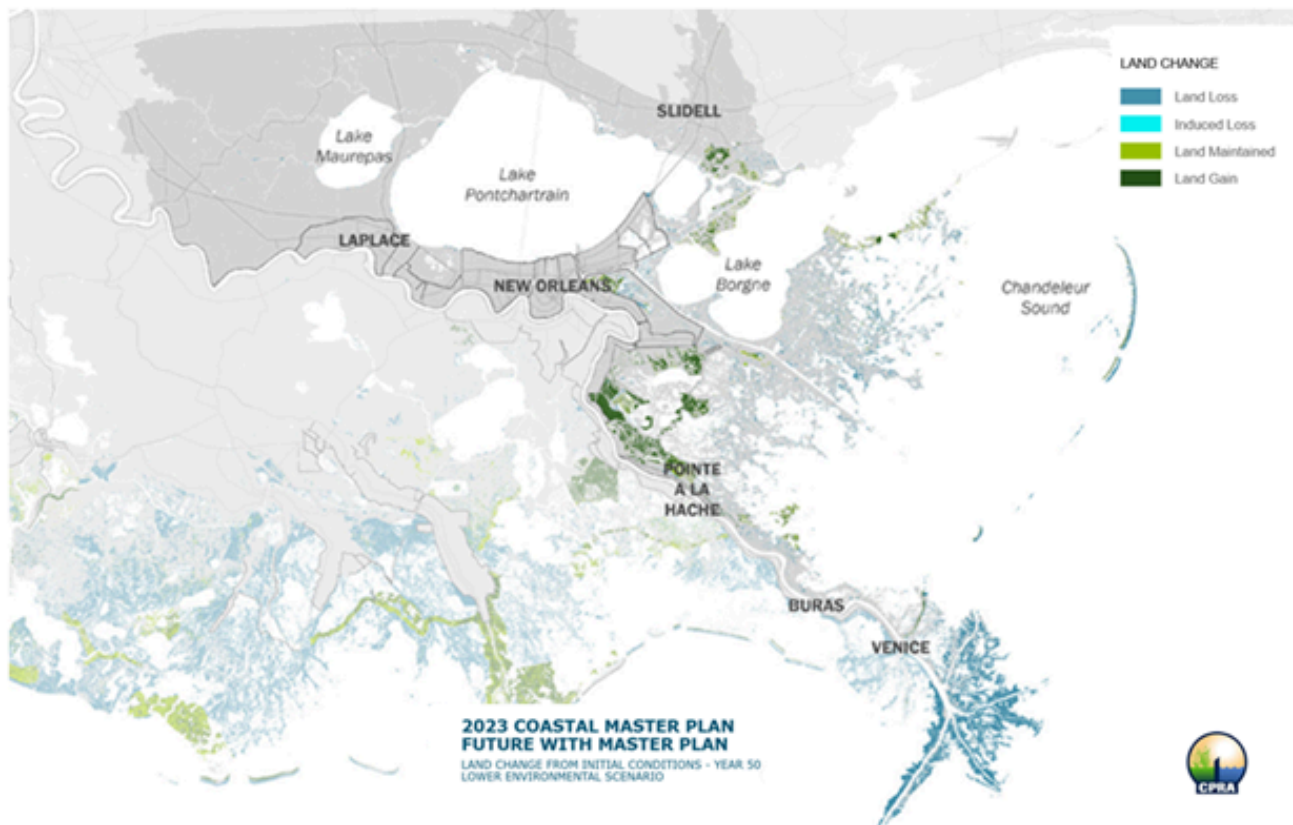 LAND CHANGE
Land Loss
Induced Loss
Land Maintained
Land Gain
SLIDELL
Lake
Maurepas
Lake
Pontchartrain
LAPLACE
NEW ORLEANS
Lake
Borgne
Chandeleur
Sound
POINTE
A LA
HACHE
BURAS
VENICE
2023 COASTAL MASTER PLAN
FUTURE WITH MASTER PLAN
LAND CHANGE FROM INITIAL CONDITIONS - YEAR 50
LOWER ENVIRONMENTAL SCENARIO
CPRA